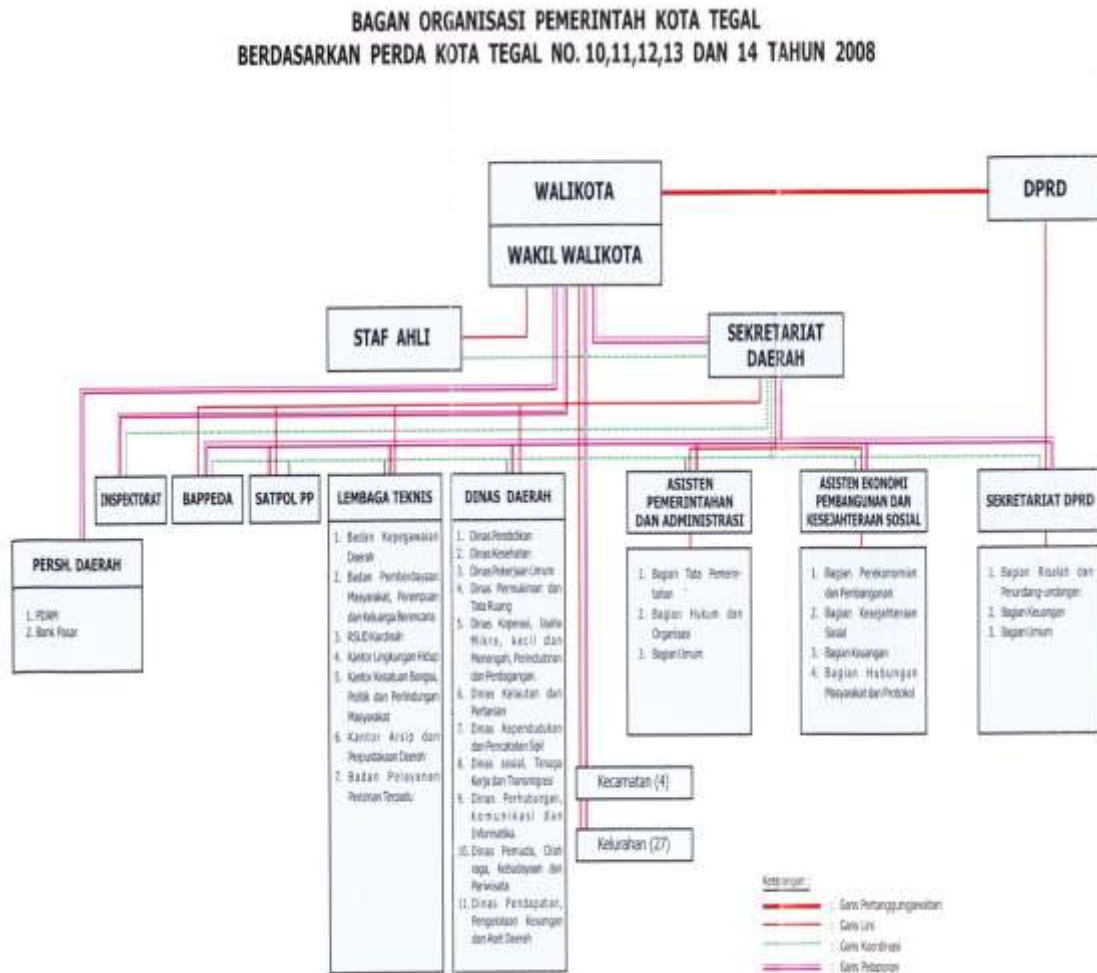 BAGAN ORGANISASI PEMERINTAH KOTA TEGAL
BERDASARKAN PERDA KOTA TEGAL NO. 10,11,12,13 DAN 14 TAHUN 2008
WALIKOTA
WAKIL WALIKOTA
DPRD
STAF AHLI
SEKRETARIAT
DAERAH
INSPEKTORAT
BAPPEDA
SATPOL PP
PERSH. DAERAH
1. PDAM
2. Bank Pasar
LEMBAGA TEKNIS
1. Badan Kepegawaian
Daerah
2. Badan Pemberdayaan
Masyarakat, Perempuan
dan Keluarga Berencana
3. RSUD Kardinah
4. Kantor Lingkungan Hidup
5. Kantor Kesatuan Bangsa,
Politik dan Perlindungan
Masyarakat
6. Kantor Arsip dan
Perpustakaan Daerah
7. Badan Pelayanan
Perizinan Terpadu
DINAS DAERAH
1. Dinas Pendidikan
2. Dinas Kesehatan
3. Dinas Pekerjaan Umum
4. Dinas Permukiman dan
Tata Ruang
5. Dinas Koperasi, Usaha
Mikro, kecil dan
Menengah, Perindustrian
dan Perdagangan
6. Dinas Kelautan dan
Pertanian
7. Dinas Kependudukan
dan Pencatatan Sipil
8. Dinas sosial, Tenaga
Kerja dan Transmigrasi
9. Dinas Perhubungan,
komunikasi dan
Informatika
10. Dinas Pemuda, Olah
raga, Kebudayaan dan
Pariwisata
11. Dinas Pendapatan,
Pengelolaan Keuangan
dan Aset Daerah
ASISTEN
PEMERINTAHAN
DAN ADMINISTRASI
1. Bagian Tata Pemerin-
tahan
2. Bagian Hukum dan
Organisasi
3. Bagian Umum
ASISTEN EKONOMI
PEMBANGUNAN DAN
KESEJAHTERAAN SOSIAL
1. Bagian Perekonomian
dan Pembangunan
2. Bagian Kesejahteraan
Sosial
3. Bagian Keuangan
4. Bagian Hubungan
Masyarakat dan Protokol
SEKRETARIAT DPRD
1. Bagian Risalah dan
Perundang-undangan
2. Bagian Keuangan
3. Bagian Umum
Kecamatan (4)
Kelurahan (27)
Keterangan :
: Garis Pertanggungjawaban
: Garis Lini
: Garis Koordinasi
: Garis Pelaporan